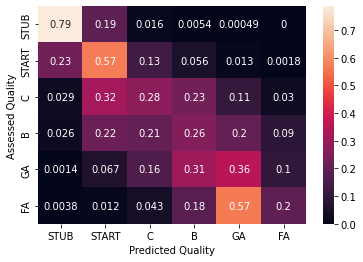 STUB 0.79 0.19 0.016 0.0054 0.00049 0
START 0.23 0.57 0.13 0.056 0.013 0.0018
C 0.029 0.32 0.28 0.23 0.11 0.03
B 0.026 0.22 0.21 0.26 0.2 0.09
GA 0.0014 0.067 0.16 0.31 0.36 0.1
FA 0.0038 0.012 0.043 0.18 0.57 0.2
STUB START C B GA FA
Predicted Quality
Assessed Quality
0.7
0.6
0.5
0.4
0.3
0.2
0.1
0.0